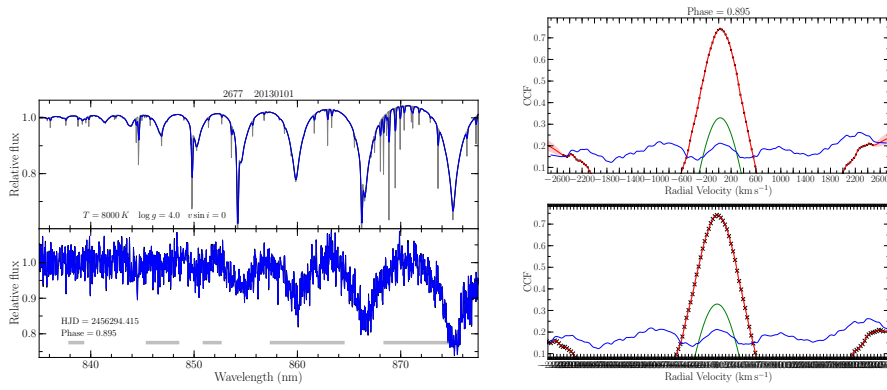 2677 20130101
Relative flux
1.0
0.8
T = 8000 K log g = 4.0 v sin i = 0
Relative flux
1.0
0.9
0.8
HJD = 2456294.415
Phase = 0.895
840 850 860 870
Wavelength (nm)
Phase = 0.895
CCF
0.7
0.6
0.5
0.4
0.3
0.2
0.1
−2600 −1800 −1000 −600 −200 200 600 1000 1800 2600
Radial Velocity (km s⁻¹)
CCF
0.7
0.6
0.5
0.4
0.3
0.2
0.1
Radial Velocity (km s⁻¹)